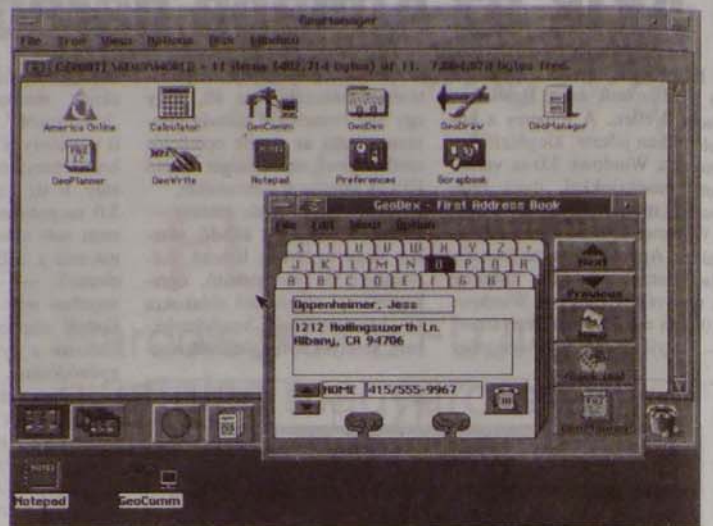 GeoManager
File Tree View Options Disk Window
America Online
Calculator
GeoComm
GeoDex
GeoDraw
GeoManager
GeoPlanner
GeoWrite
Notepad
Preferences
Scrapbook
GeoDex - First Address Book
File Edit View Option
S T U V W X Y Z
J K L M N O P Q R
A B C D E F G H I
Oppenheimer, Jess
1212 Hollingsworth Ln.
Albany, CA 94706
HOME 415/555-9967
Next
Previous
Notepad
GeoComm